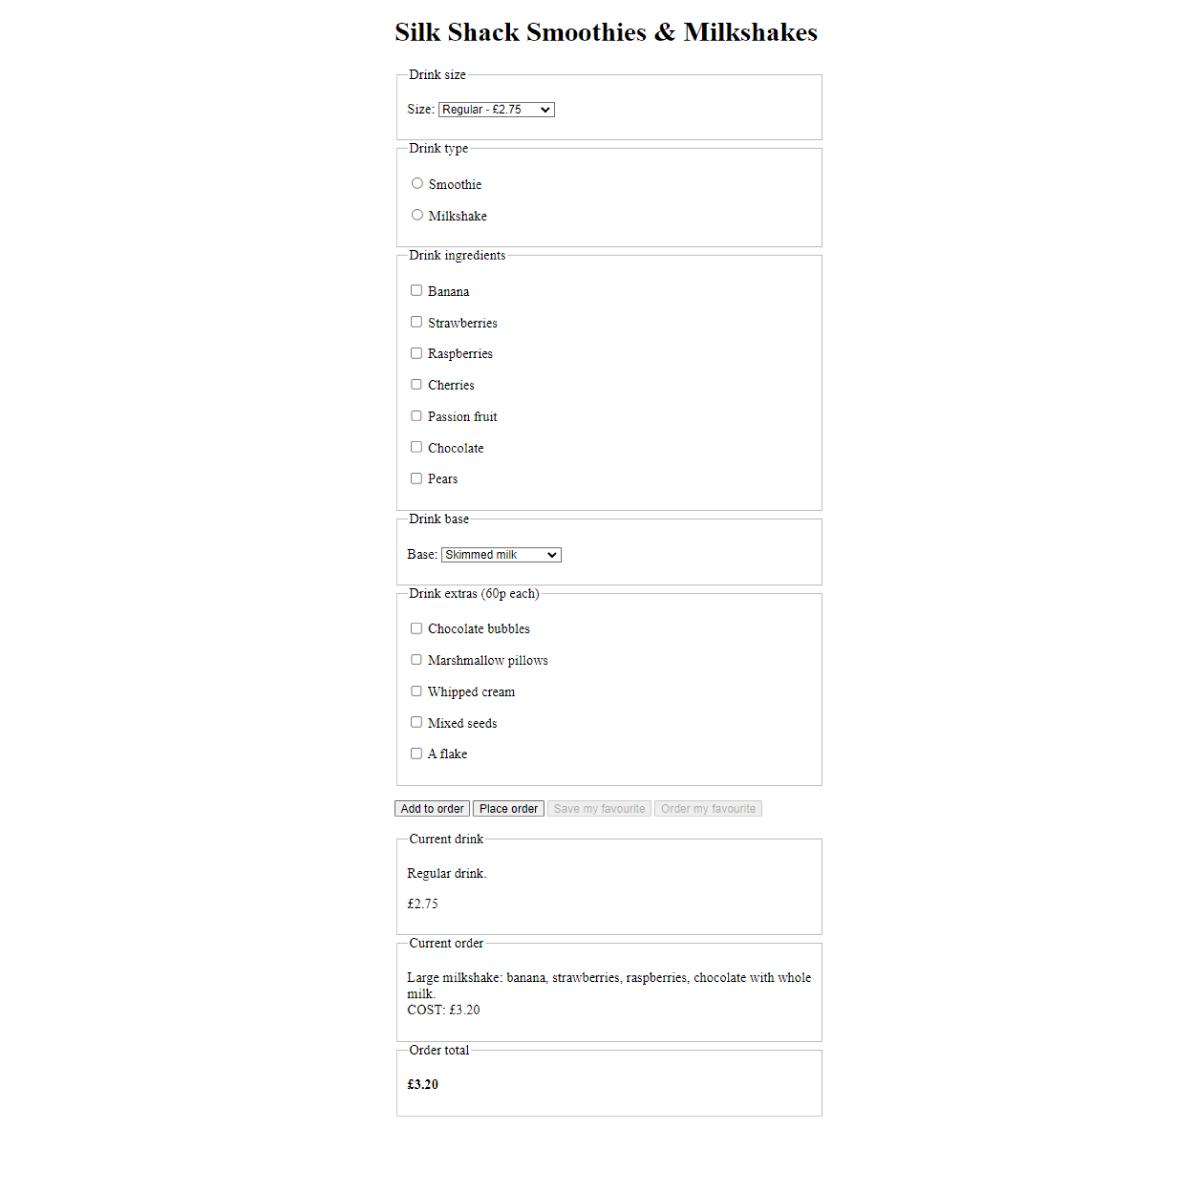 Silk Shack Smoothies & Milkshakes
Drink size
Size: Regular - £2.75
Drink type
Smoothie
Milkshake
Drink ingredients
Banana
Strawberries
Raspberries
Cherries
Passion fruit
Chocolate
Pears
Drink base
Base: Skimmed milk
Drink extras (60p each)
Chocolate bubbles
Marshmallow pillows
Whipped cream
Mixed seeds
A flake
Add to order Place order Save my favourite Order my favourite
Current drink
Regular drink.
£2.75
Current order
Large milkshake: banana, strawberries, raspberries, chocolate with whole
milk.
COST: £3.20
Order total
£3.20